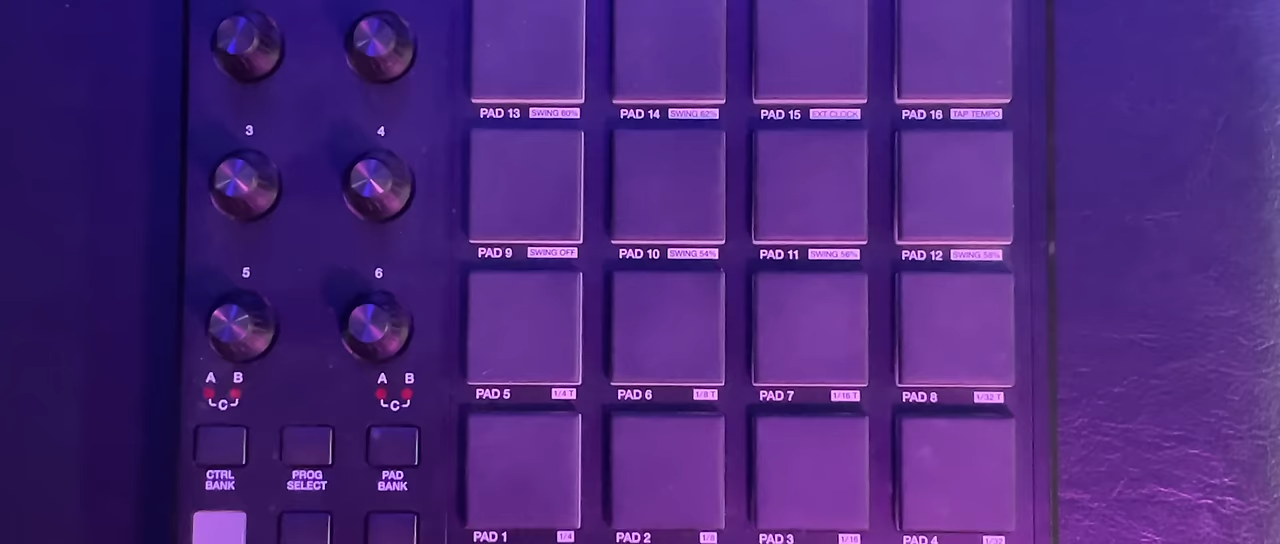 PAD 13 SWING 60% PAD 14 SWING 62% PAD 15 EXT CLOCK PAD 16 TAP TEMPO
3 4
PAD 9 SWING OFF PAD 10 SWING 54% PAD 11 SWING 56% PAD 12 SWING 58%
5 6
A B A B
PAD 5 1/4 T PAD 6 1/8 T PAD 7 1/16 T PAD 8 1/32 T
C C
CTRL BANK
PROG SELECT
PAD BANK
PAD 1 1/4 PAD 2 1/8 PAD 3 1/16 PAD 4 1/32